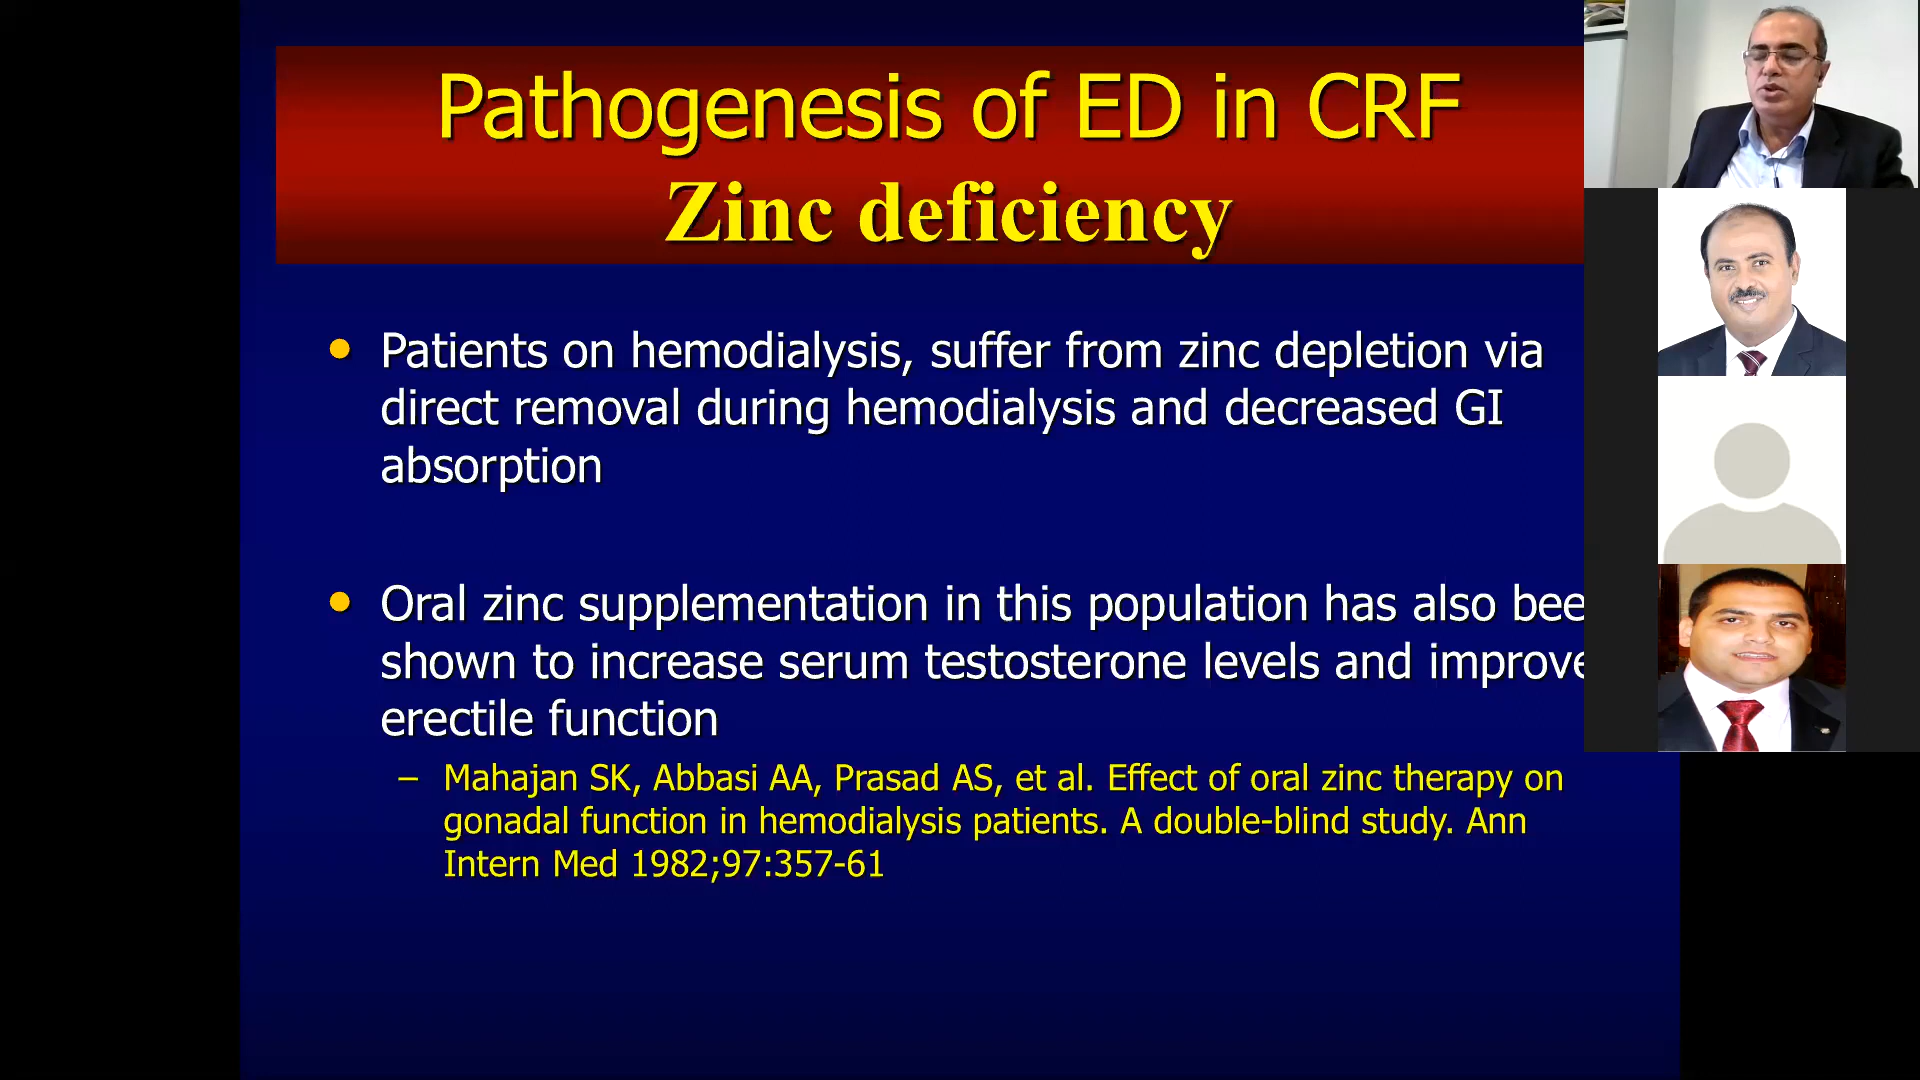 Pathogenesis of ED in CRF
Zinc deficiency
• Patients on hemodialysis, suffer from zinc depletion via
direct removal during hemodialysis and decreased GI
absorption
• Oral zinc supplementation in this population has also bee
shown to increase serum testosterone levels and improve
erectile function
– Mahajan SK, Abbasi AA, Prasad AS, et al. Effect of oral zinc therapy on
gonadal function in hemodialysis patients. A double-blind study. Ann
Intern Med 1982;97:357-61